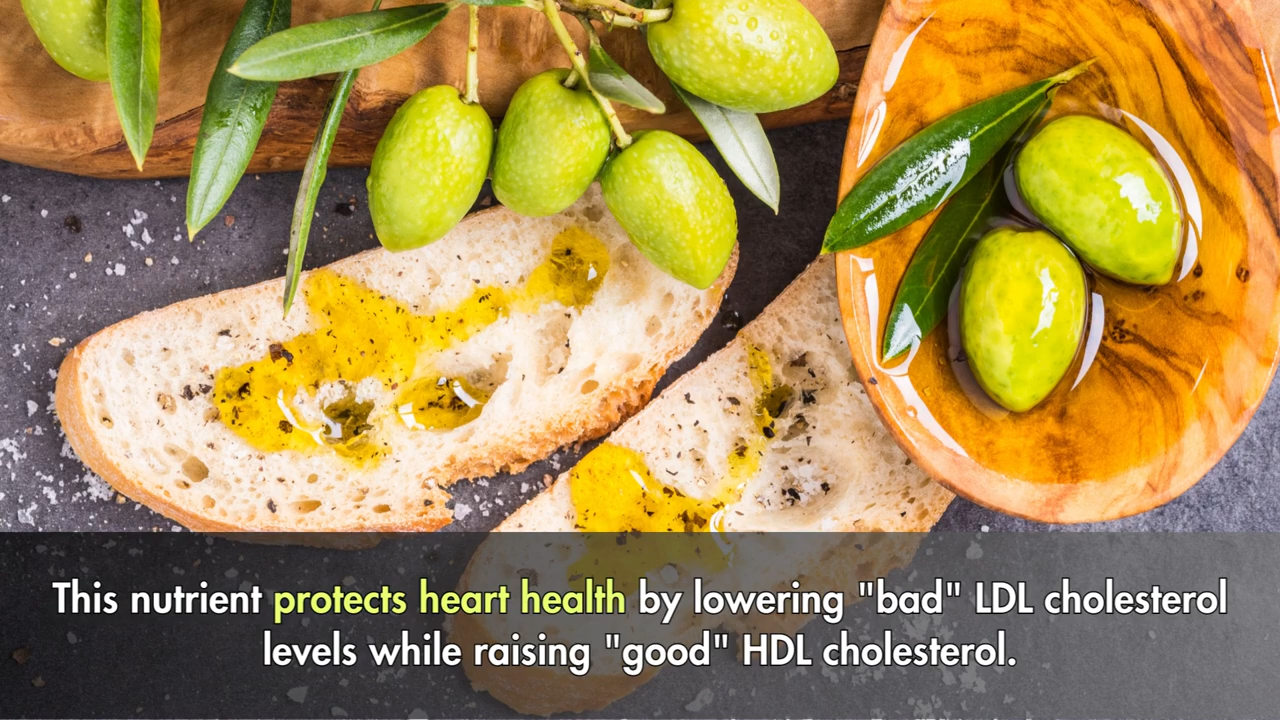 This nutrient protects heart health by lowering "bad" LDL cholesterol
levels while raising "good" HDL cholesterol.